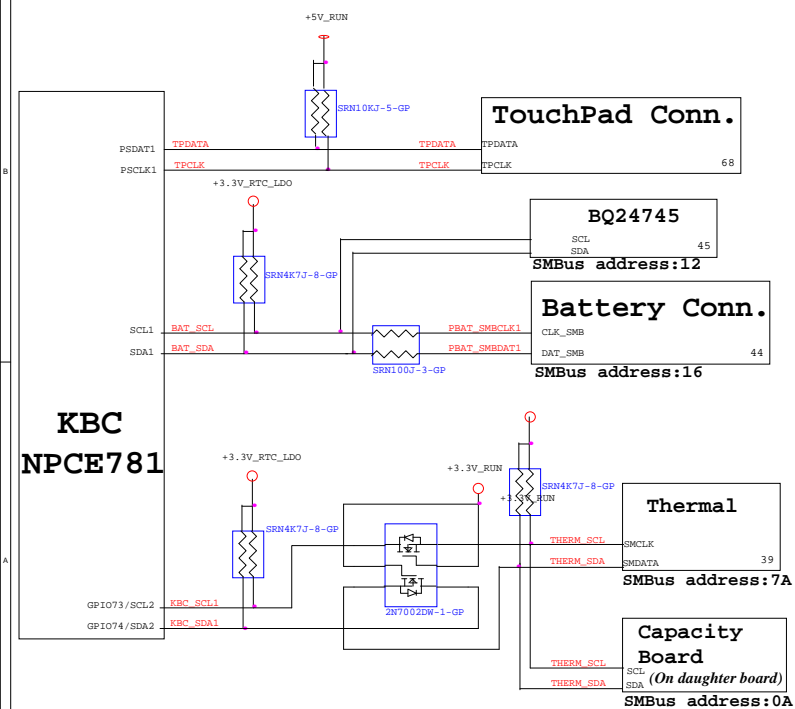 +5V_RUN
SRN10KJ-5-GP
TouchPad Conn.
PSDAT1 TPDATA TPDATA TPDATA
PSCLK1 TPCLK TPCLK TPCLK
68
B
+3.3V_RTC_LDO
BQ24745
SCL
SDA
45
SMBus address:12
SRN4K7J-8-GP
Battery Conn.
SCL1 BAT_SCL PBAT_SMBCLK1 CLK_SMB
SDA1 BAT_SDA PBAT_SMBDAT1 DAT_SMB
44
SRN100J-3-GP
SMBus address:16
KBC
NPCE781
+3.3V_RTC_LDO
+3.3V_RUN
SRN4K7J-8-GP
+3.3V_RUN
Thermal
SRN4K7J-8-GP
THERM_SCL SMCLK
THERM_SDA SMDATA
39
A
SMBus address:7A
GPIO73/SCL2 KBC_SCL1
GPIO74/SDA2 KBC_SDA1
2N7002DW-1-GP
Capacity
Board
(On daughter board)
THERM_SCL SCL
THERM_SDA SDA
SMBus address:0A